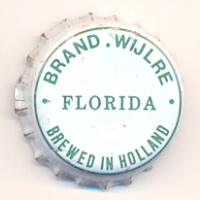 BRAND . WIJLRE
· FLORIDA ·
BREWED IN HOLLAND